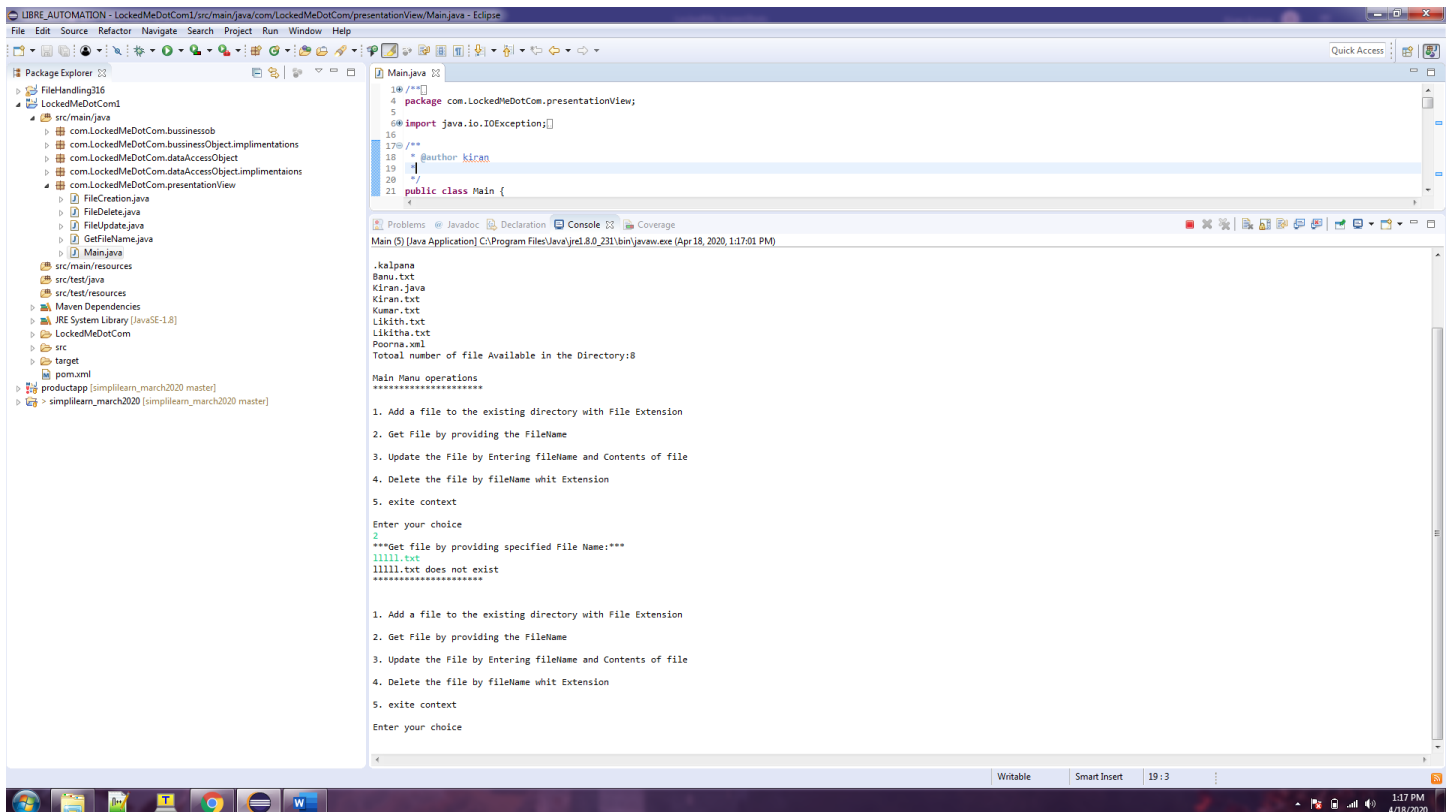 LIBRE_AUTOMATION - LockedMeDotCom1/src/main/java/com/LockedMeDotCom/presentationView/Main.java - Eclipse
File Edit Source Refactor Navigate Search Project Run Window Help
Quick Access
Package Explorer
FileHandling316
LockedMeDotCom1
src/main/java
com.LockedMeDotCom.bussinessob
com.LockedMeDotCom.bussinessObject.implimentations
com.LockedMeDotCom.dataAccessObject
com.LockedMeDotCom.dataAccessObject.implimentaions
com.LockedMeDotCom.presentationView
FileCreation.java
FileDelete.java
FileUpdate.java
GetFileName.java
Main.java
src/main/resources
src/test/java
src/test/resources
Maven Dependencies
JRE System Library [JavaSE-1.8]
LockedMeDotCom
src
target
pom.xml
productapp [simplilearn_march2020 master]
> simplilearn_march2020 [simplilearn_march2020 master]
Main.java
1 /**
4 package com.LockedMeDotCom.presentationView;
5
6 import java.io.IOException;
16
17 /**
18 * @author kiran
19 *
20 */
21 public class Main {
Problems @ Javadoc Declaration Console Coverage
Main (5) [Java Application] C:\Program Files\Java\jre1.8.0_231\bin\javaw.exe (Apr 18, 2020, 1:17:01 PM)
.kalpana
Banu.txt
Kiran.java
Kiran.txt
Kumar.txt
Likith.txt
Likitha.txt
Poorna.xml
Totoal number of file Available in the Directory:8
Main Manu operations
*********************
1. Add a file to the existing directory with File Extension
2. Get File by providing the FileName
3. Update the File by Entering fileName and Contents of file
4. Delete the file by fileName whit Extension
5. exite context
Enter your choice
2
***Get file by providing specified File Name:***
lllll.txt
lllll.txt does not exist
*********************
1. Add a file to the existing directory with File Extension
2. Get File by providing the FileName
3. Update the File by Entering fileName and Contents of file
4. Delete the file by fileName whit Extension
5. exite context
Enter your choice
Writable Smart Insert 19 : 3
1:17 PM
4/18/2020